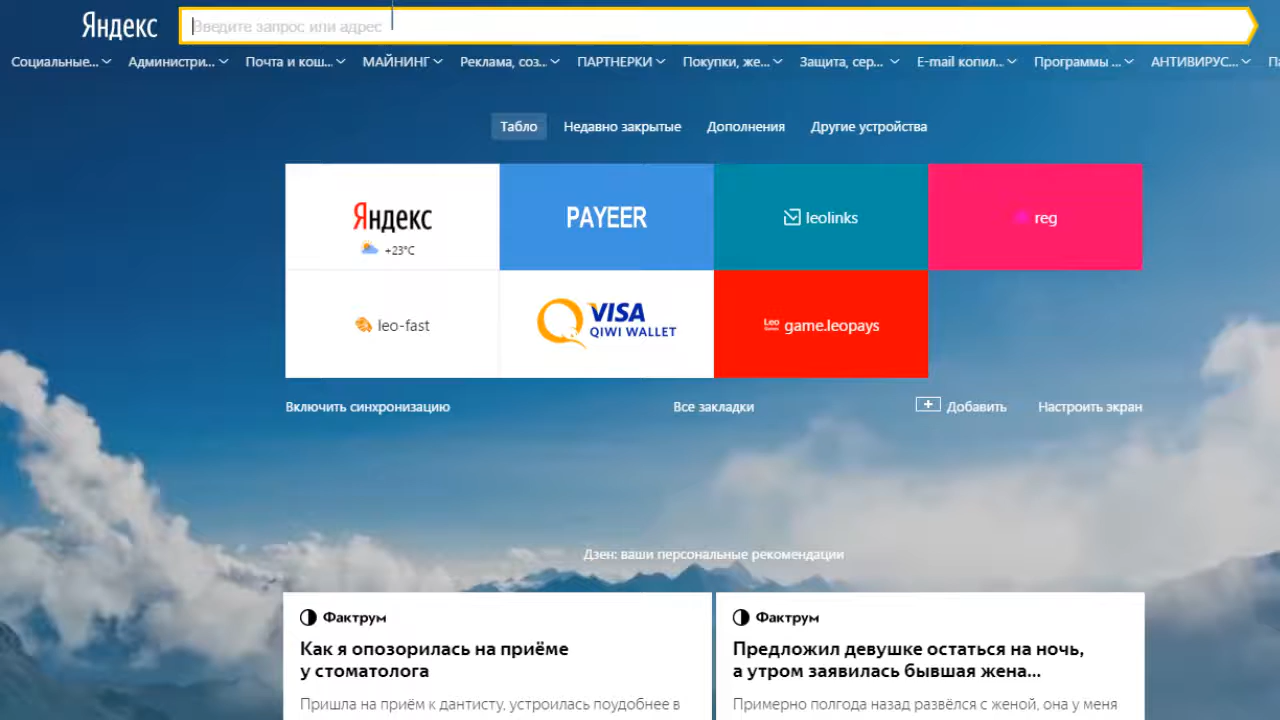 Яндекс
Введите запрос или адрес
Социальные... Администри... Почта и кош... МАЙНИНГ Реклама, соз... ПАРТНЕРКИ Покупки, же... Защита, сер... E-mail копил... Программы ... АНТИВИРУС...
Табло Недавно закрытые Дополнения Другие устройства
Яндекс
+23°C
PAYEER
leolinks
reg
leo-fast
VISA
QIWI WALLET
Leo
game.leopays
Включить синхронизацию Все закладки Добавить Настроить экран
Дзен: ваши персональные рекомендации
Фактрум
Как я опозорилась на приёме
у стоматолога
Пришла на приём к дантисту, устроилась поудобнее в
Фактрум
Предложил девушке остаться на ночь,
а утром заявилась бывшая жена...
Примерно полгода назад развёлся с женой, она у меня